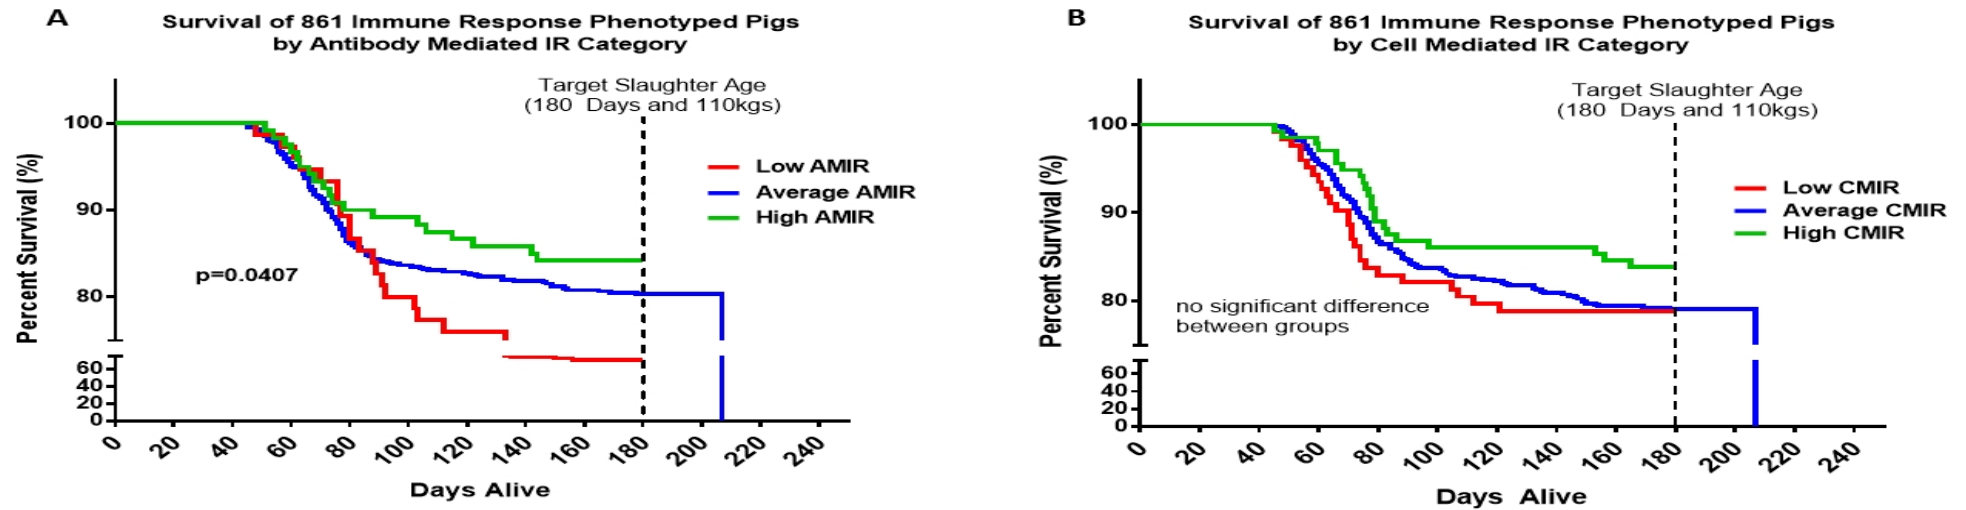 A
Survival of 861 Immune Response Phenotyped Pigs
by Antibody Mediated IR Category
Target Slaughter Age
(180 Days and 110kgs)
Percent Survival (%)
100
90
80
60
40
20
0
Low AMIR
Average AMIR
High AMIR
p=0.0407
0 20 40 60 80 100 120 140 160 180 200 220 240
Days Alive
B
Survival of 861 Immune Response Phenotyped Pigs
by Cell Mediated IR Category
Target Slaughter Age
(180 Days and 110kgs)
Percent Survival (%)
100
90
80
60
40
20
0
Low CMIR
Average CMIR
High CMIR
no significant difference
between groups
0 20 40 60 80 100 120 140 160 180 200 220 240
Days Alive